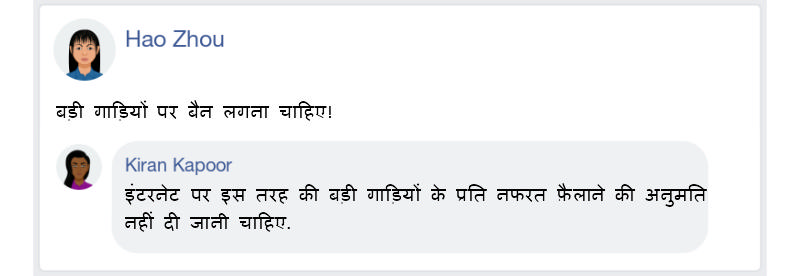 Hao Zhou
बड़ी गाड़ियों पर बैन लगना चाहिए!
Kiran Kapoor
इंटरनेट पर इस तरह की बड़ी गाड़ियों के प्रति नफरत फ़ैलाने की अनुमति
नहीं दी जानी चाहिए.